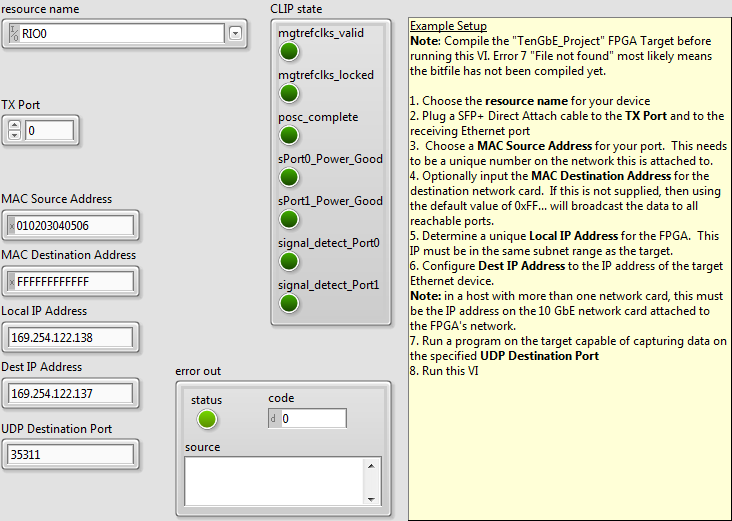 resource name
RIO0
TX Port
0
MAC Source Address
x 010203040506
MAC Destination Address
x FFFFFFFFFFFF
Local IP Address
169.254.122.138
Dest IP Address
169.254.122.137
UDP Destination Port
35311
CLIP state
mgtrefclks_valid
mgtrefclks_locked
posc_complete
sPort0_Power_Good
sPort1_Power_Good
signal_detect_Port0
signal_detect_Port1
error out
status
code
d 0
source
Example Setup
Note: Compile the "TenGbE_Project" FPGA Target before
running this VI. Error 7 "File not found" most likely means
the bitfile has not been compiled yet.
1. Choose the resource name for your device
2. Plug a SFP+ Direct Attach cable to the TX Port and to the
receiving Ethernet port
3.  Choose a MAC Source Address for your port.  This needs
to be a unique number on the network this is attached to.
4. Optionally input the MAC Destination Address for the
destination network card.  If this is not supplied, then using
the default value of 0xFF... will broadcast the data to all
reachable ports.
5. Determine a unique Local IP Address for the FPGA.  This
IP must be in the same subnet range as the target.
6. Configure Dest IP Address to the IP address of the target
Ethernet device.
Note: in a host with more than one network card, this must
be the IP address on the 10 GbE network card attached to
the FPGA's network.
7. Run a program on the target capable of capturing data on
the specified UDP Destination Port
8. Run this VI